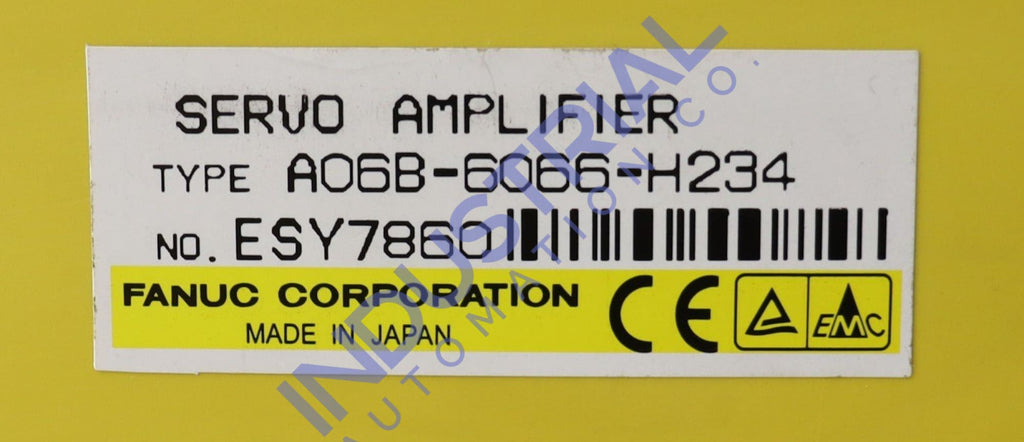 SERVO AMPLIFIER
TYPE A06B-6066-H234
NO. ESY7860
FANUC CORPORATION
MADE IN JAPAN
CE
EMC
INDUSTRIAL
AUTOMATION CO.